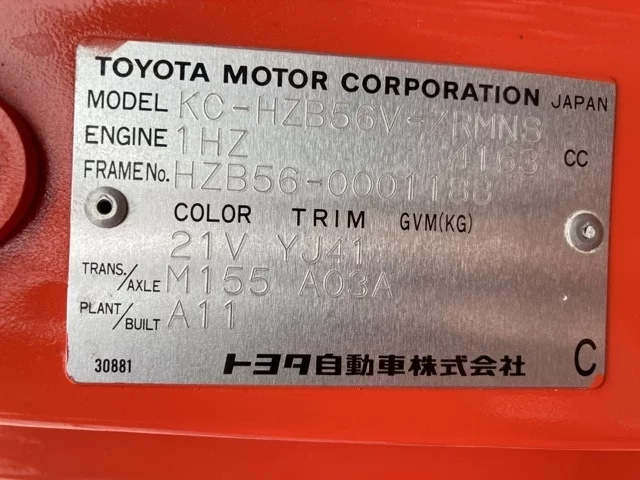 TOYOTA MOTOR CORPORATION JAPAN
MODEL KC-HZB56V-ZRMNS
ENGINE 1HZ 4163 CC
FRAME No. HZB56-0001188
COLOR TRIM GVM(KG)
21V YJ41
TRANS./AXLE M155 A03A
PLANT/BUILT A11
30881 トヨタ自動車株式会社 C